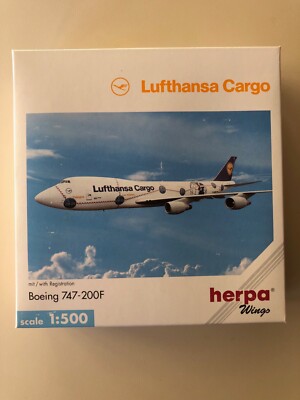 Lufthansa Cargo
Lufthansa Cargo
mit / with Registration
Boeing 747-200F
herpa
Wings
scale 1:500